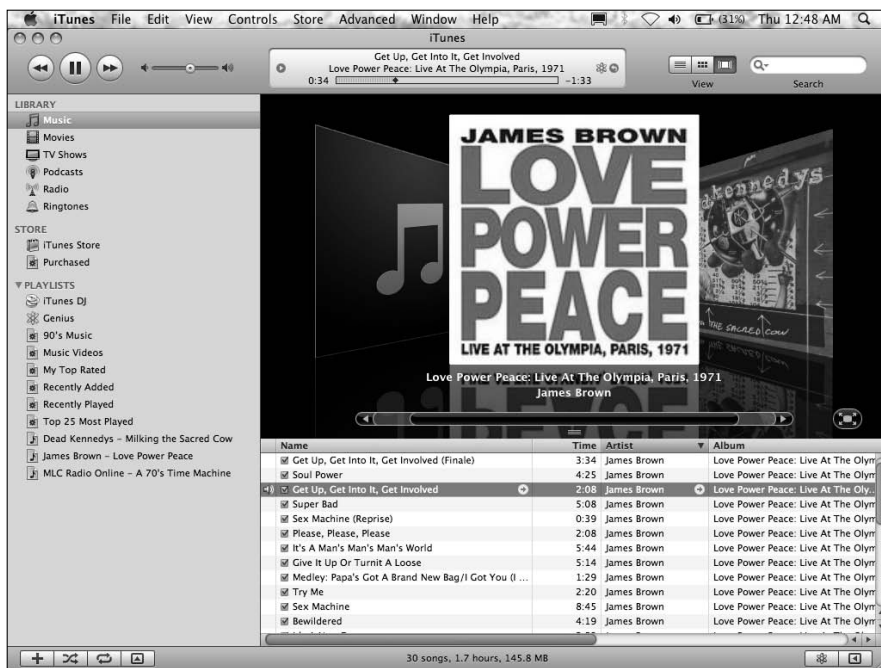 iTunes File Edit View Controls Store Advanced Window Help (31%) Thu 12:48 AM
iTunes
Get Up, Get Into It, Get Involved
Love Power Peace: Live At The Olympia, Paris, 1971
0:34 -1:33
View Search
LIBRARY
Music
Movies
TV Shows
Podcasts
Radio
Ringtones
STORE
iTunes Store
Purchased
PLAYLISTS
iTunes DJ
Genius
90's Music
Music Videos
My Top Rated
Recently Added
Recently Played
Top 25 Most Played
Dead Kennedys - Milking the Sacred Cow
James Brown - Love Power Peace
MLC Radio Online - A 70's Time Machine
JAMES BROWN
LOVE
POWER
PEACE
LIVE AT THE OLYMPIA, PARIS, 1971
kennedys
THE SACRED COW
Love Power Peace: Live At The Olympia, Paris, 1971
James Brown
Name Time Artist Album
Get Up, Get Into It, Get Involved (Finale) 3:34 James Brown Love Power Peace: Live At The Olym
Soul Power 4:25 James Brown Love Power Peace: Live At The Olym
Get Up, Get Into It, Get Involved 2:08 James Brown Love Power Peace: Live At The Oly...
Super Bad 5:08 James Brown Love Power Peace: Live At The Olym
Sex Machine (Reprise) 0:39 James Brown Love Power Peace: Live At The Olym
Please, Please, Please 2:08 James Brown Love Power Peace: Live At The Olym
It's A Man's Man's Man's World 5:44 James Brown Love Power Peace: Live At The Olym
Give It Up Or Turnit A Loose 5:14 James Brown Love Power Peace: Live At The Olym
Medley: Papa's Got A Brand New Bag/I Got You (I ... 1:29 James Brown Love Power Peace: Live At The Olym
Try Me 2:20 James Brown Love Power Peace: Live At The Olym
Sex Machine 8:45 James Brown Love Power Peace: Live At The Olym
Bewildered 4:19 James Brown Love Power Peace: Live At The Olym
30 songs, 1.7 hours, 145.8 MB